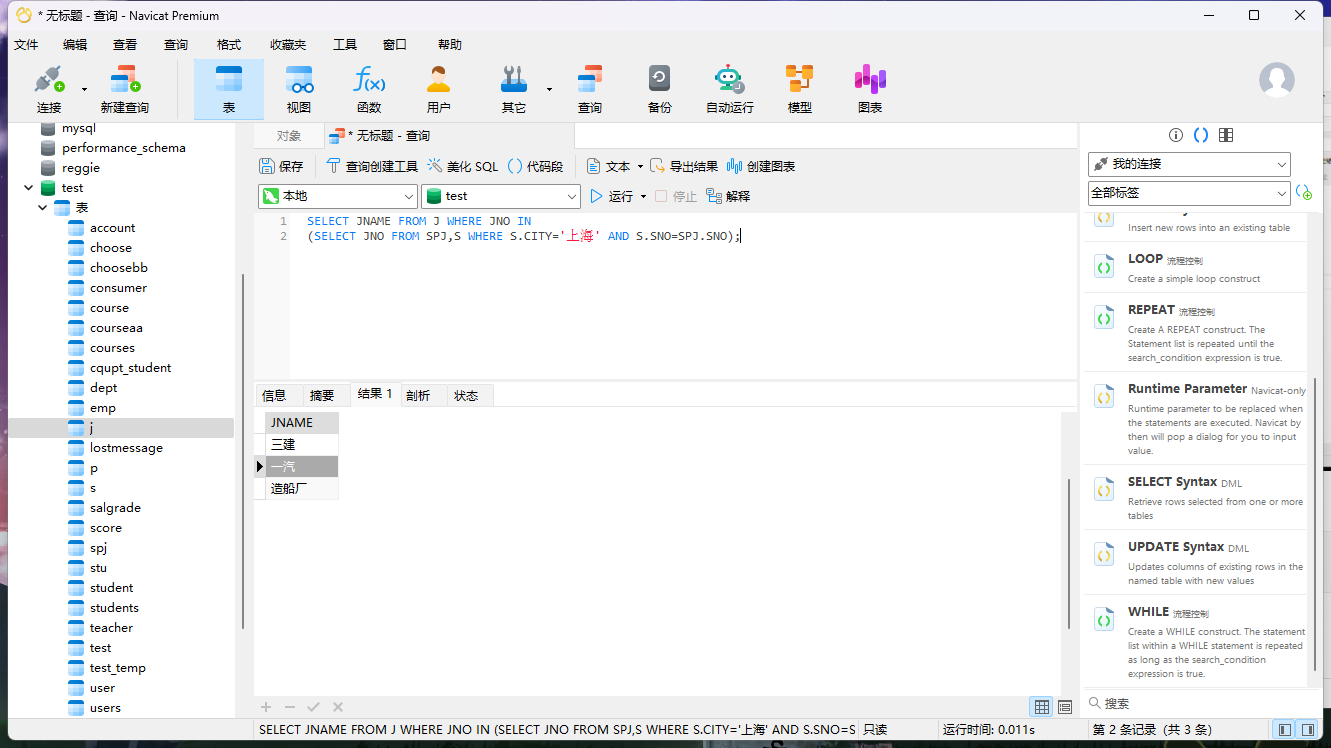 * 无标题 - 查询 - Navicat Premium
文件 编辑 查看 查询 格式 收藏夹 工具 窗口 帮助
连接 新建查询 表 视图 函数 用户 其它 查询 备份 自动运行 模型 图表
mysql
performance_schema
reggie
test
表
account
choose
choosebb
consumer
course
courseaa
courses
cqupt_student
dept
emp
j
lostmessage
p
s
salgrade
score
spj
stu
student
students
teacher
test
test_temp
user
users
对象 * 无标题 - 查询
保存 查询创建工具 美化 SQL 代码段 文本 导出结果 创建图表
本地 test 运行 停止 解释
1 SELECT JNAME FROM J WHERE JNO IN
2 (SELECT JNO FROM SPJ,S WHERE S.CITY='上海' AND S.SNO=SPJ.SNO);
信息 摘要 结果 1 剖析 状态
JNAME
三建
一汽
造船厂
我的连接
全部标签
Insert new rows into an existing table
LOOP 流程控制
Create a simple loop construct
REPEAT 流程控制
Create A REPEAT construct. The
Statement list is repeated until the
search_condition expression is true.
Runtime Parameter Navicat-only
Runtime parameter to be replaced when
the statements are executed. Navicat by
then will pop a dialog for you to input
value.
SELECT Syntax DML
Retrieve rows selected from one or more
tables
UPDATE Syntax DML
Updates columns of existing rows in the
named table with new values
WHILE 流程控制
Create a WHILE construct. The statement
list within a WHILE statement is repeated
as long as the search_condition
expression is true.
搜索
SELECT JNAME FROM J WHERE JNO IN (SELECT JNO FROM SPJ,S WHERE S.CITY='上海' AND S.SNO=S 只读 运行时间: 0.011s 第 2 条记录 (共 3 条)